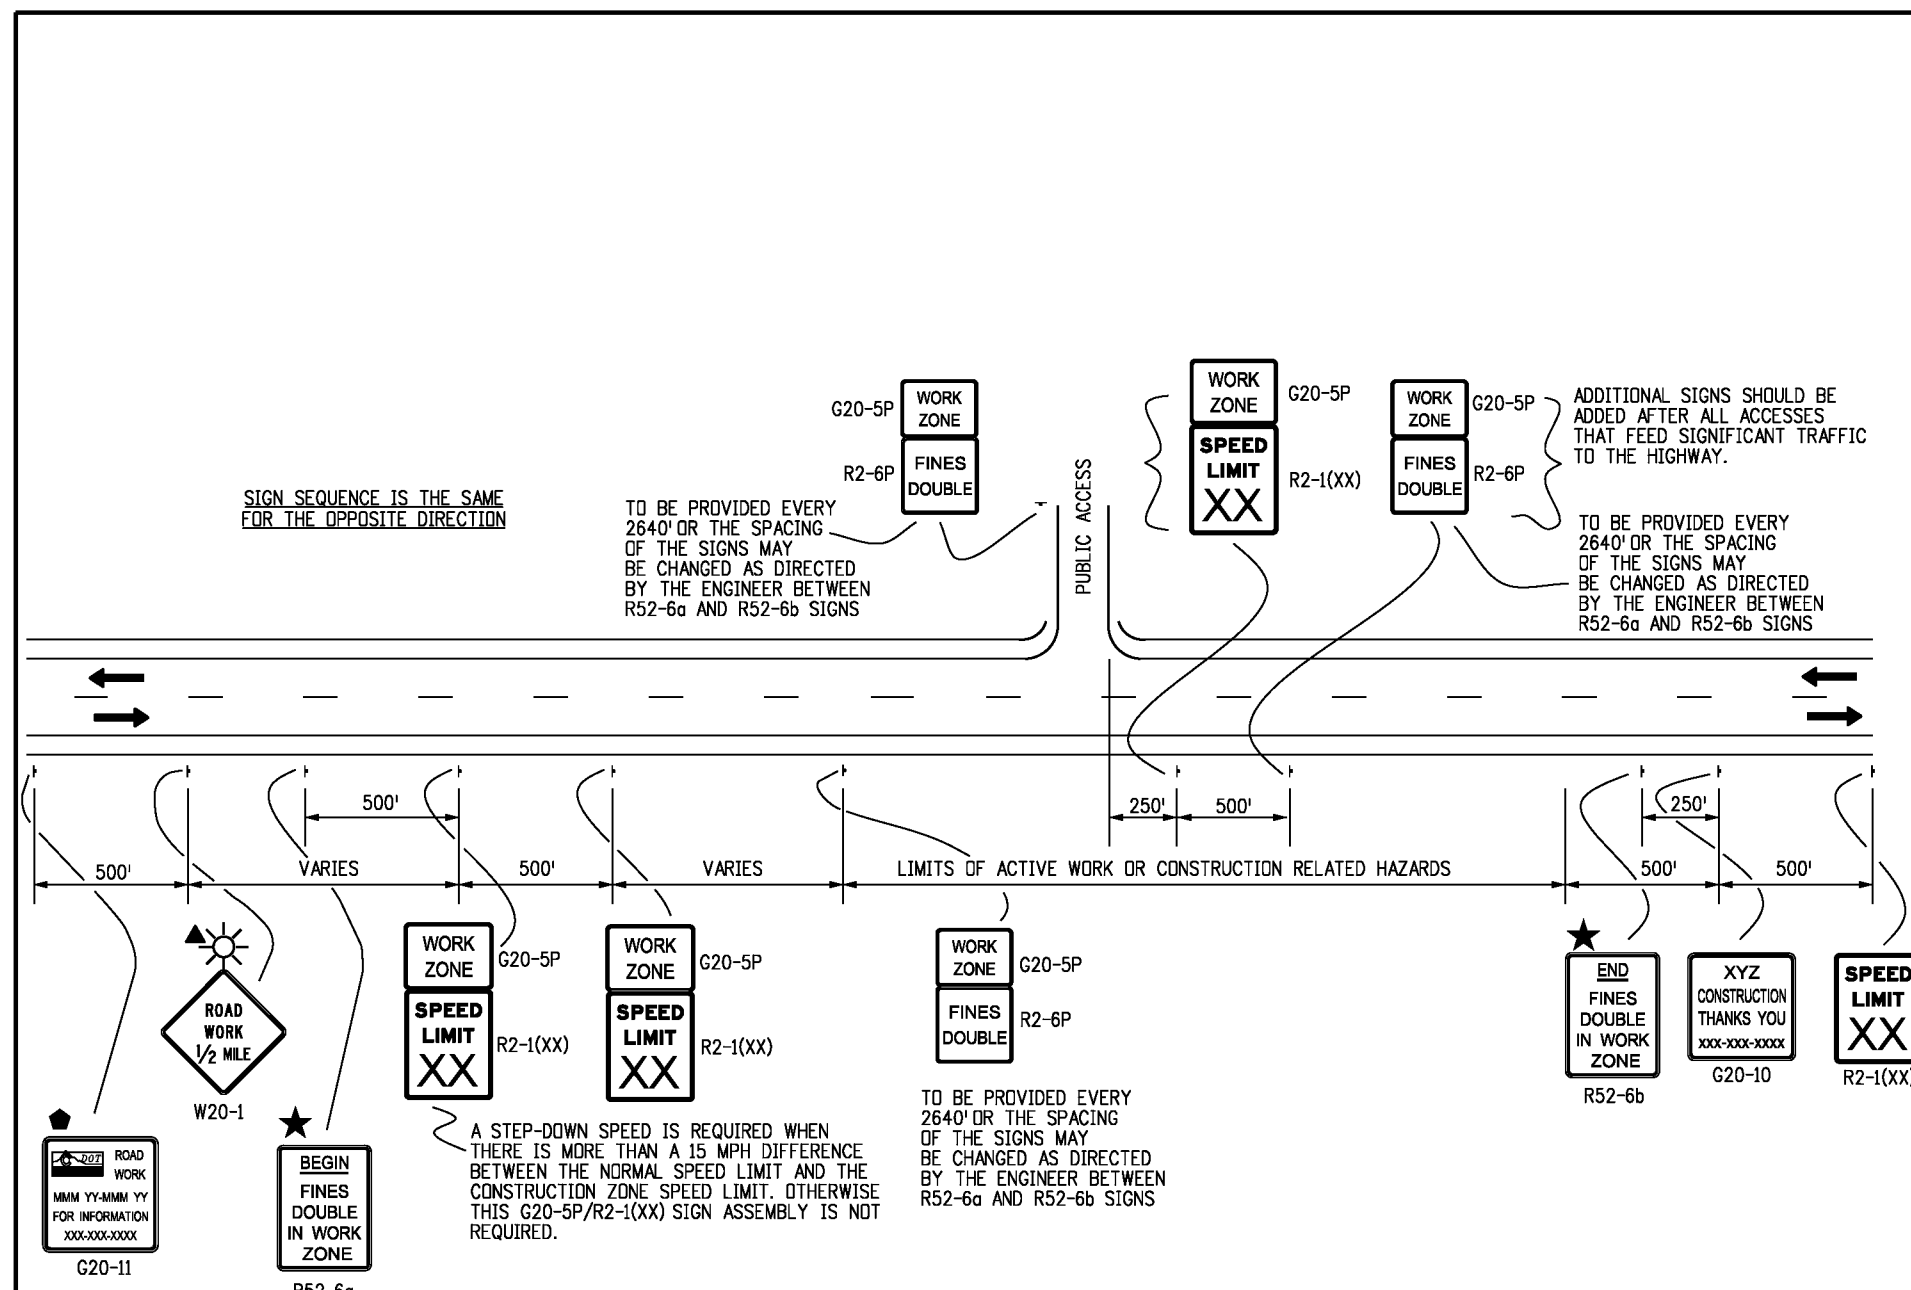 WORK
ZONE
G20-5P
FINES
DOUBLE
R2-6P
WORK
ZONE
G20-5P
SPEED
LIMIT
XX
R2-1(XX)
WORK
ZONE
G20-5P
FINES
DOUBLE
R2-6P
ADDITIONAL SIGNS SHOULD BE
ADDED AFTER ALL ACCESSES
THAT FEED SIGNIFICANT TRAFFIC
TO THE HIGHWAY.
SIGN SEQUENCE IS THE SAME
FOR THE OPPOSITE DIRECTION
TO BE PROVIDED EVERY
2640' OR THE SPACING
OF THE SIGNS MAY
BE CHANGED AS DIRECTED
BY THE ENGINEER BETWEEN
R52-6a AND R52-6b SIGNS
PUBLIC ACCESS
TO BE PROVIDED EVERY
2640' OR THE SPACING
OF THE SIGNS MAY
BE CHANGED AS DIRECTED
BY THE ENGINEER BETWEEN
R52-6a AND R52-6b SIGNS
500'
250'
500'
250'
500'
VARIES
500'
VARIES
LIMITS OF ACTIVE WORK OR CONSTRUCTION RELATED HAZARDS
500'
500'
ROAD
WORK
1/2 MILE
W20-1
WORK
ZONE
G20-5P
SPEED
LIMIT
XX
R2-1(XX)
WORK
ZONE
G20-5P
SPEED
LIMIT
XX
R2-1(XX)
WORK
ZONE
G20-5P
FINES
DOUBLE
R2-6P
END
FINES
DOUBLE
IN WORK
ZONE
R52-6b
XYZ
CONSTRUCTION
THANKS YOU
XXX-XXX-XXXX
G20-10
SPEED
LIMIT
XX
R2-1(XX)
DOT
ROAD
WORK
MMM YY-MMM YY
FOR INFORMATION
XXX-XXX-XXXX
G20-11
BEGIN
FINES
DOUBLE
IN WORK
ZONE
R52-6a
A STEP-DOWN SPEED IS REQUIRED WHEN
THERE IS MORE THAN A 15 MPH DIFFERENCE
BETWEEN THE NORMAL SPEED LIMIT AND THE
CONSTRUCTION ZONE SPEED LIMIT. OTHERWISE
THIS G20-5P/R2-1(XX) SIGN ASSEMBLY IS NOT
REQUIRED.
TO BE PROVIDED EVERY
2640' OR THE SPACING
OF THE SIGNS MAY
BE CHANGED AS DIRECTED
BY THE ENGINEER BETWEEN
R52-6a AND R52-6b SIGNS